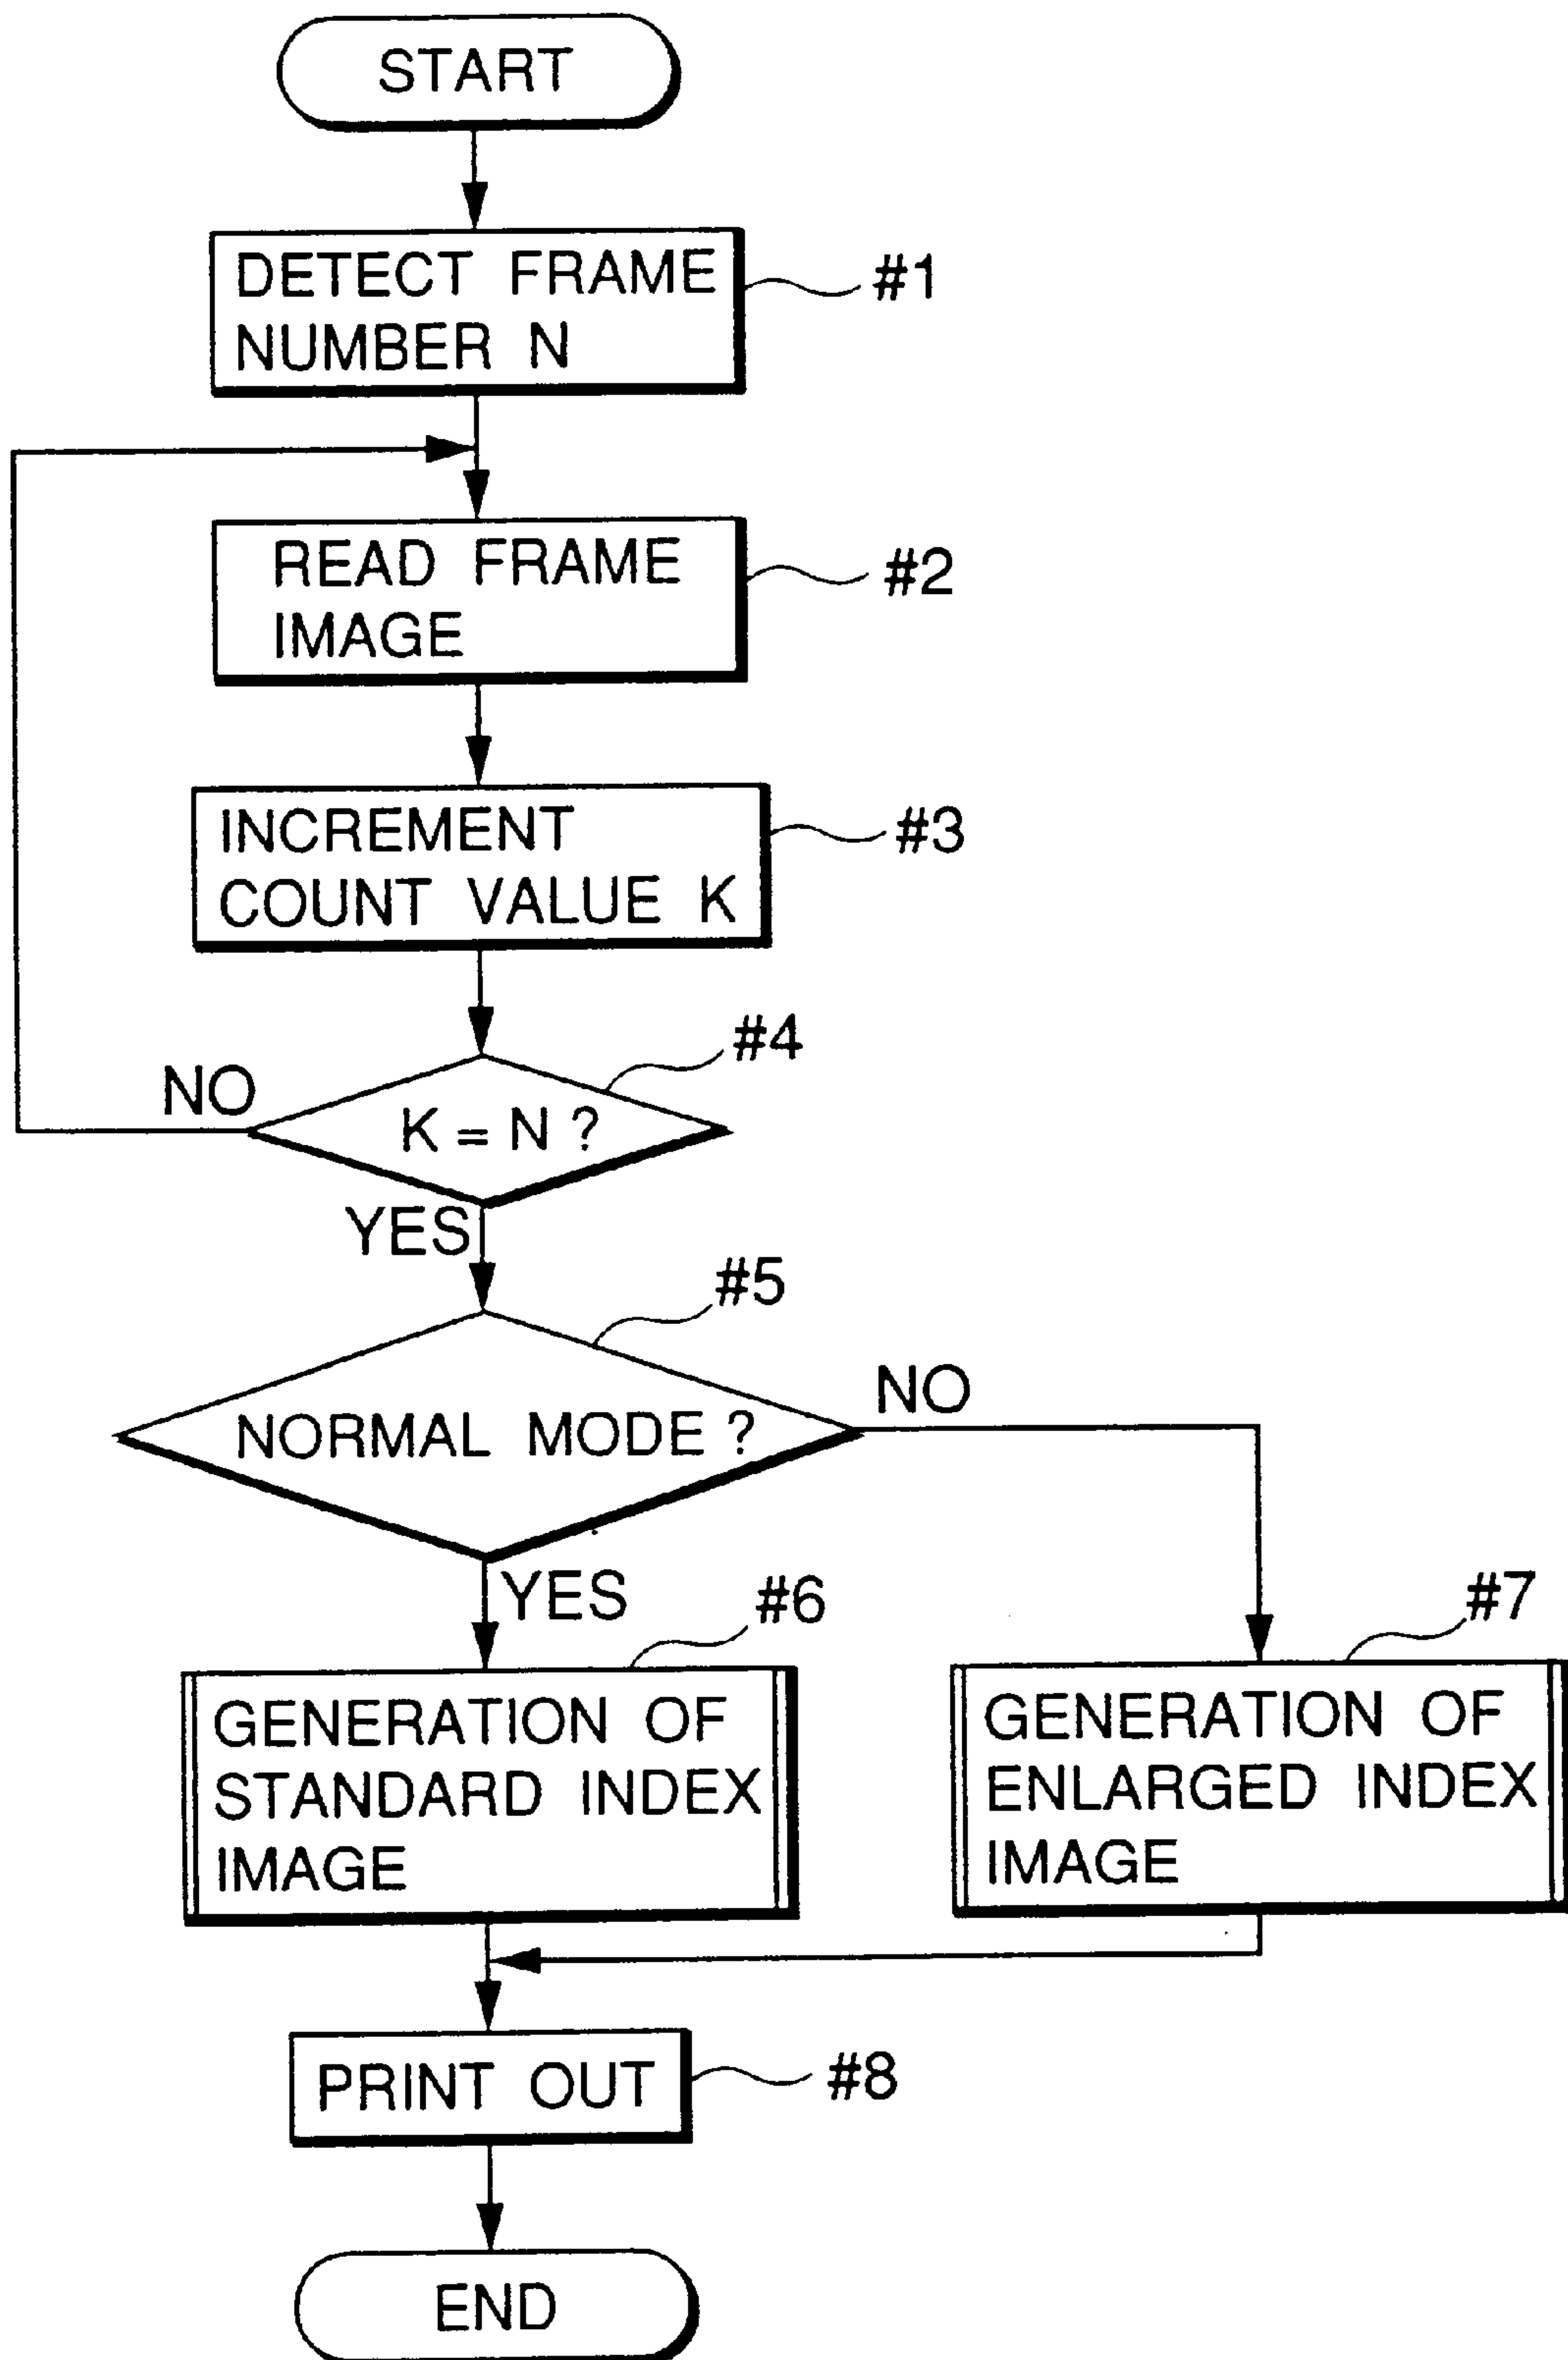 START
DETECT FRAME
NUMBER N
#1
READ FRAME
IMAGE
#2
INCREMENT
COUNT VALUE K
#3
#4
NO
K = N ?
YES
#5
NORMAL MODE ?
NO
YES
#6
GENERATION OF
STANDARD INDEX
IMAGE
#7
GENERATION OF
ENLARGED INDEX
IMAGE
PRINT OUT
#8
END